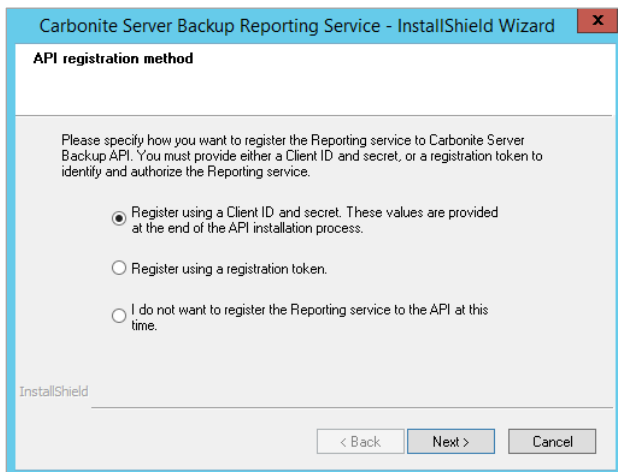 Carbonite Server Backup Reporting Service - InstallShield Wizard
x
API registration method
Please specify how you want to register the Reporting service to Carbonite Server
Backup API. You must provide either a Client ID and secret, or a registration token to
identify and authorize the Reporting service.
Register using a Client ID and secret. These values are provided
at the end of the API installation process.
Register using a registration token.
I do not want to register the Reporting service to the API at this
time.
InstallShield
< Back
Next >
Cancel